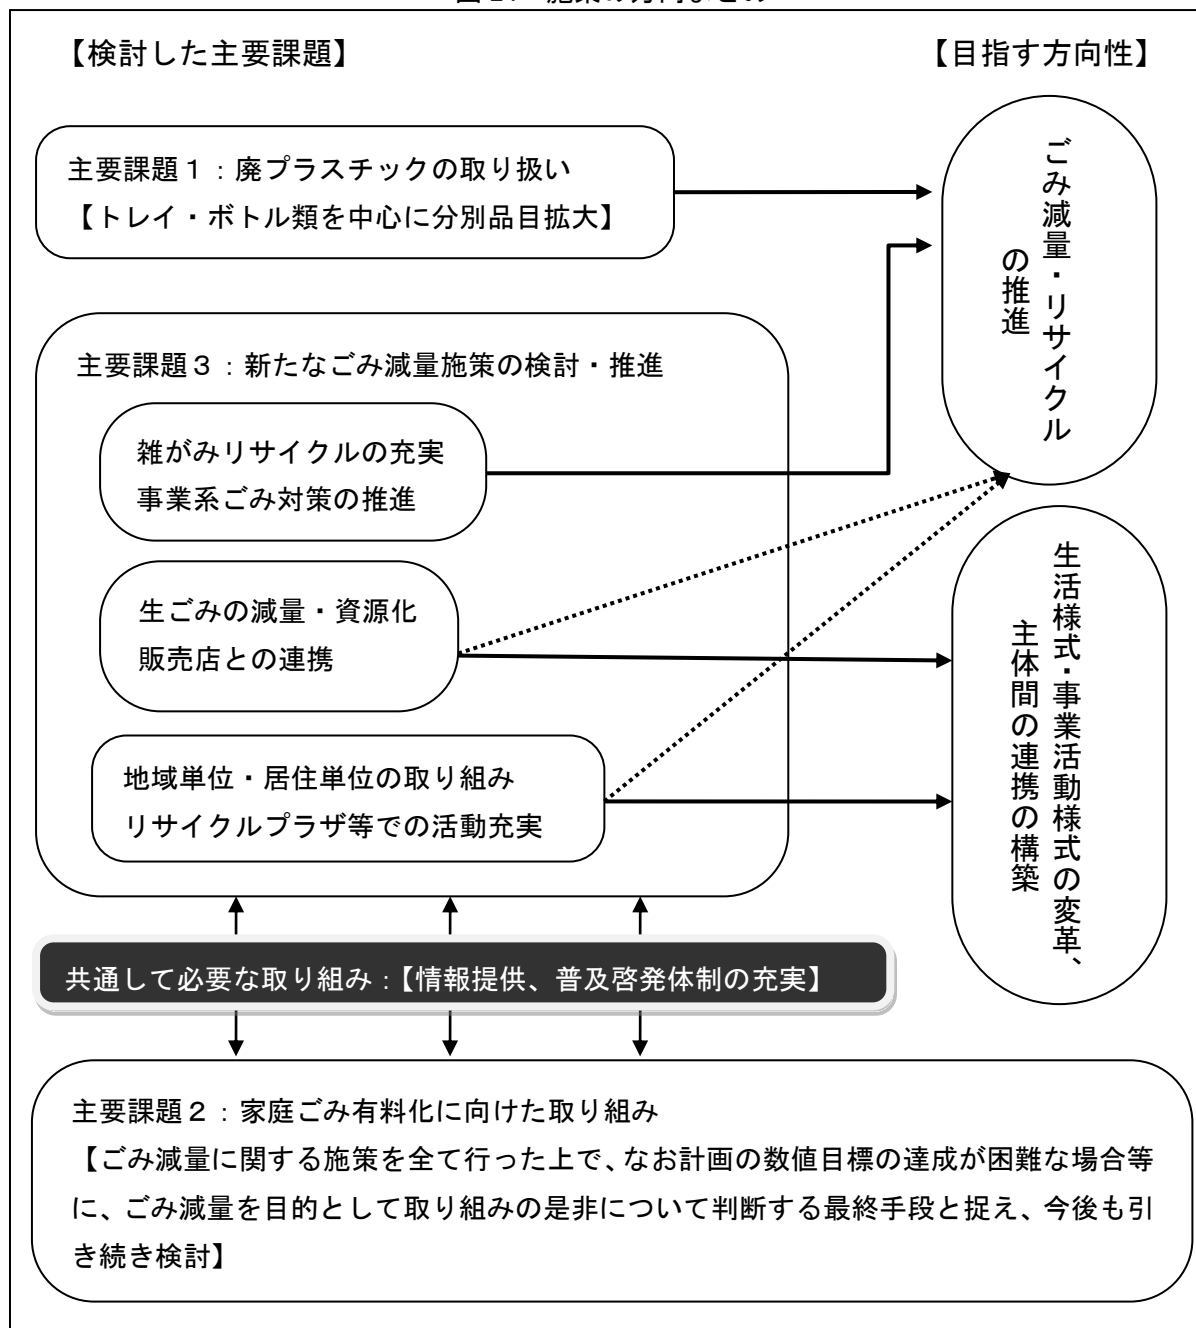 【検討した主要課題】
【目指す方向性】
主要課題１：廃プラスチックの取り扱い
【トレイ・ボトル類を中心に分別品目拡大】
ごみ減量・リサイクル
の推進
主要課題３：新たなごみ減量施策の検討・推進
雑がみリサイクルの充実
事業系ごみ対策の推進
生ごみの減量・資源化
販売店との連携
地域単位・居住単位の取り組み
リサイクルプラザ等での活動充実
生活様式・事業活動様式の変革、
主体間の連携の構築
共通して必要な取り組み：【情報提供、普及啓発体制の充実】
主要課題２：家庭ごみ有料化に向けた取り組み
【ごみ減量に関する施策を全て行った上で、なお計画の数値目標の達成が困難な場合等
に、ごみ減量を目的として取り組みの是非について判断する最終手段と捉え、今後も引
き続き検討】